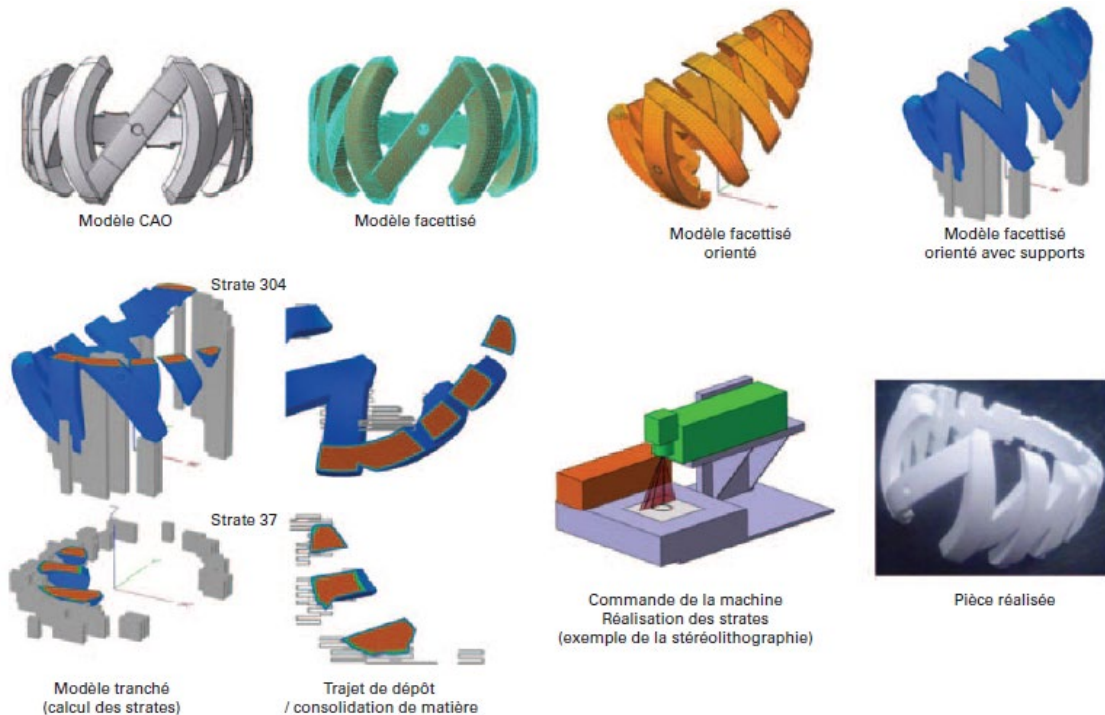 Modèle CAO
Modèle facettisé
Modèle facettisé
orienté
Modèle facettisé
orienté avec supports
Strate 304
Strate 37
Modèle tranché
(calcul des strates)
Trajet de dépôt
/ consolidation de matière
Commande de la machine
Réalisation des strates
(exemple de la stéréolithographie)
Pièce réalisée